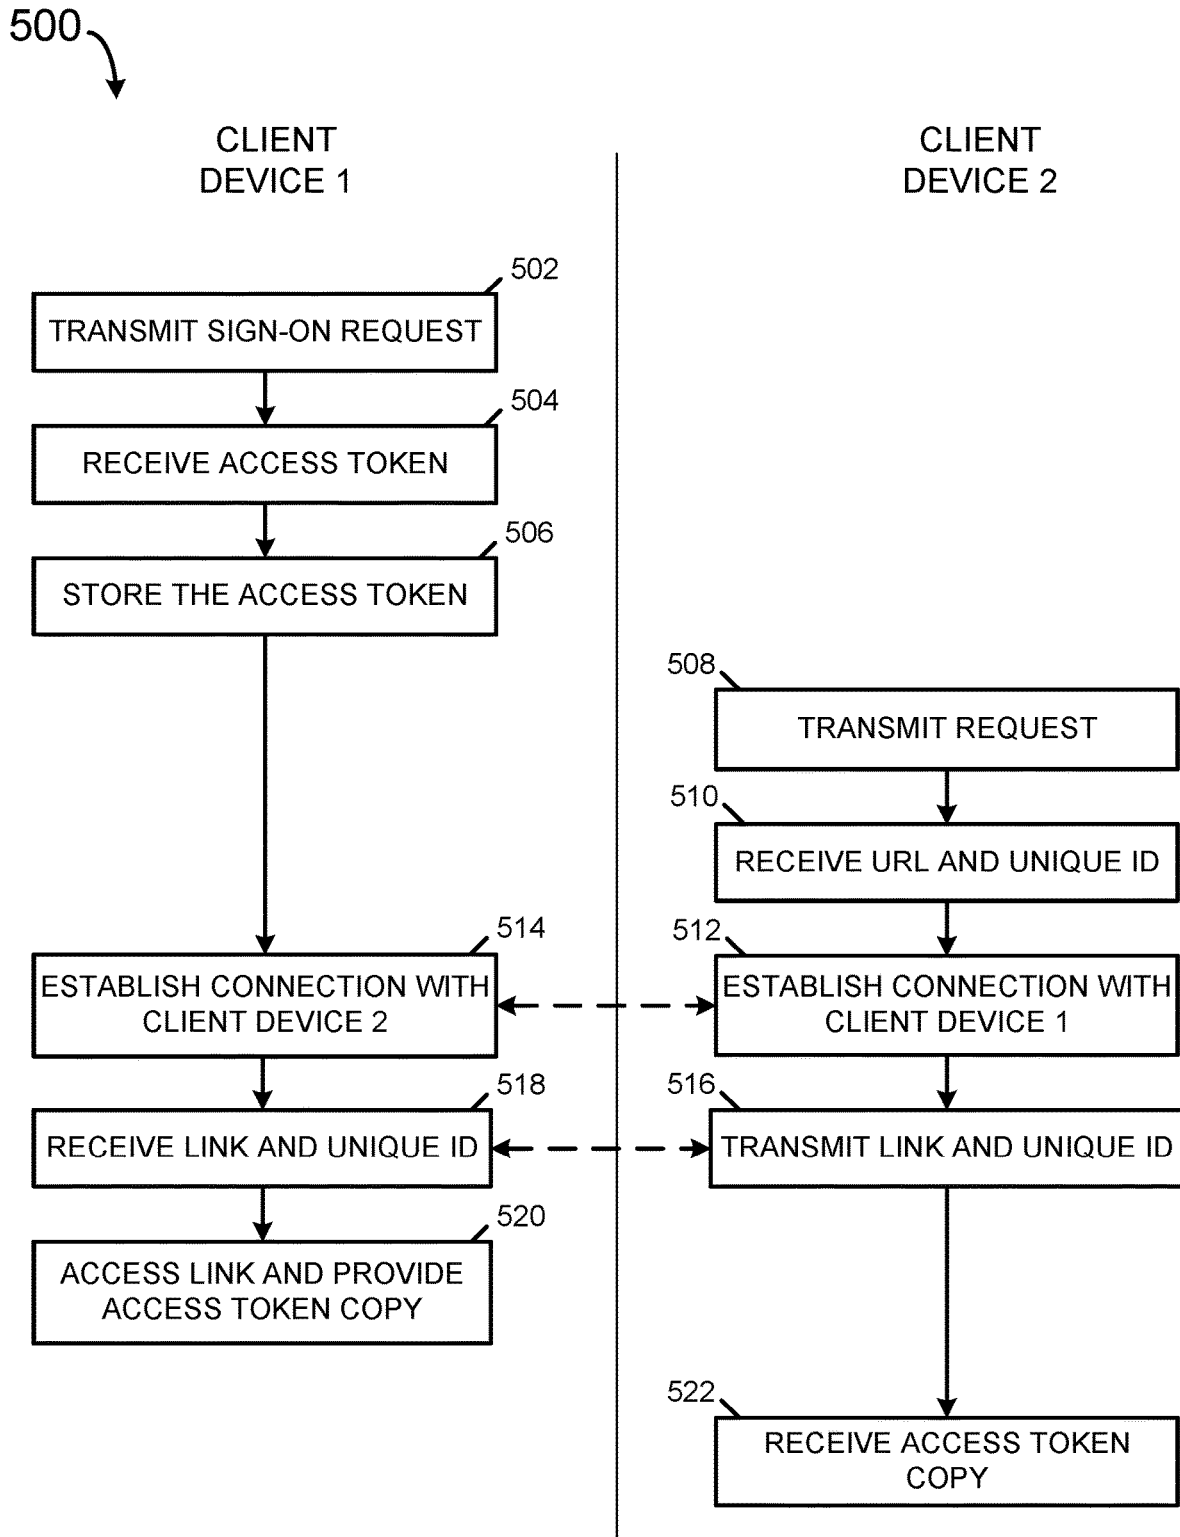 500
CLIENT
DEVICE 1
CLIENT
DEVICE 2
502
TRANSMIT SIGN-ON REQUEST
504
RECEIVE ACCESS TOKEN
506
STORE THE ACCESS TOKEN
508
TRANSMIT REQUEST
510
RECEIVE URL AND UNIQUE ID
514
ESTABLISH CONNECTION WITH
CLIENT DEVICE 2
512
ESTABLISH CONNECTION WITH
CLIENT DEVICE 1
518
RECEIVE LINK AND UNIQUE ID
516
TRANSMIT LINK AND UNIQUE ID
520
ACCESS LINK AND PROVIDE
ACCESS TOKEN COPY
522
RECEIVE ACCESS TOKEN
COPY